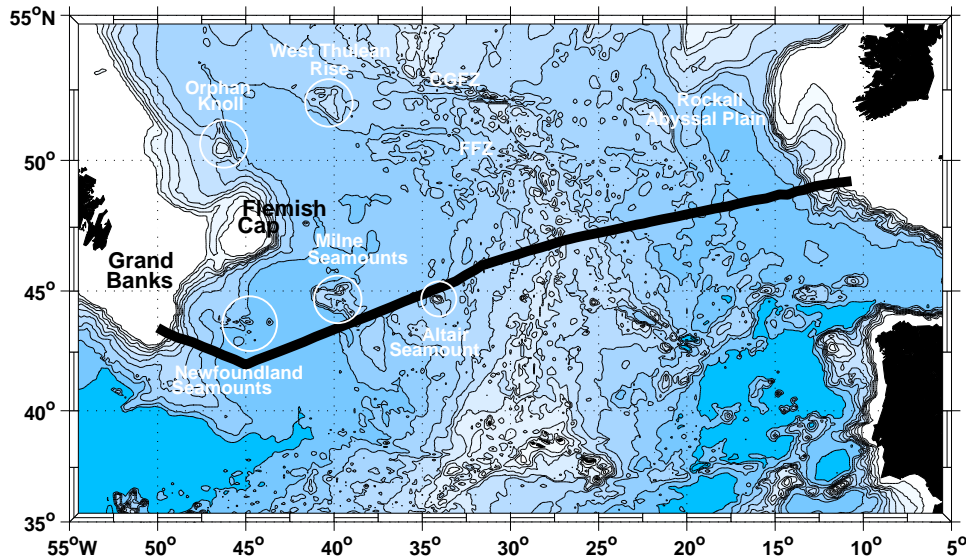 55°N
50°
45°
40°
35°
West Thulean
Rise
Orphan
Knoll
CGFZ
Rockall
Abyssal Plain
FFZ
Flemish
Cap
Milne
Seamounts
Grand
Banks
Altair
Seamount
Newfoundland
Seamounts
55°W
50°
45°
40°
35°
30°
25°
20°
15°
10°
5°